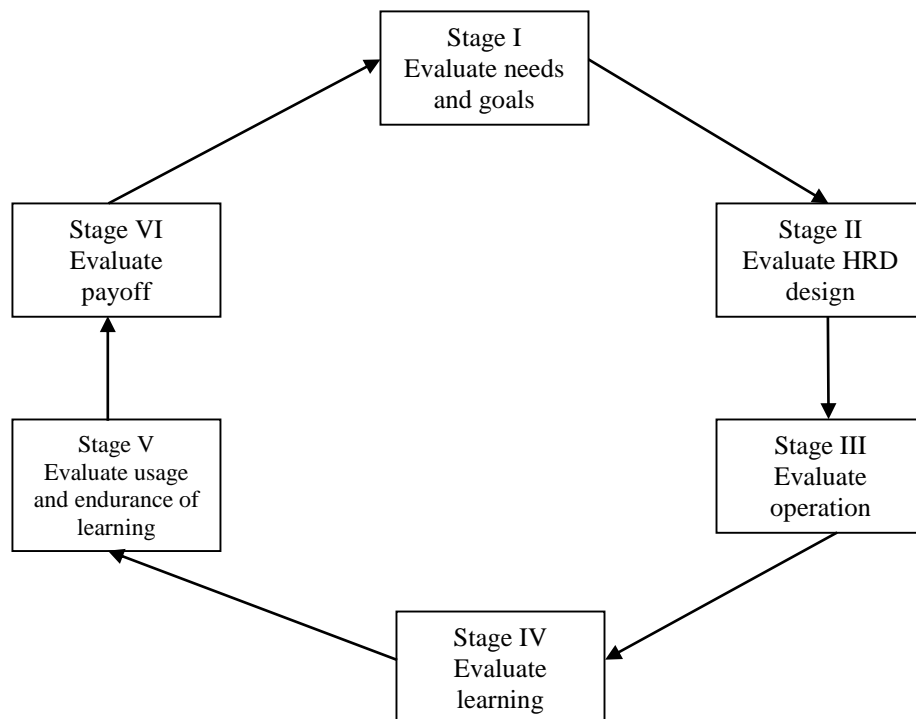 Stage I
Evaluate needs
and goals
Stage II
Evaluate HRD
design
Stage III
Evaluate
operation
Stage IV
Evaluate
learning
Stage V
Evaluate usage
and endurance of
learning
Stage VI
Evaluate
payoff